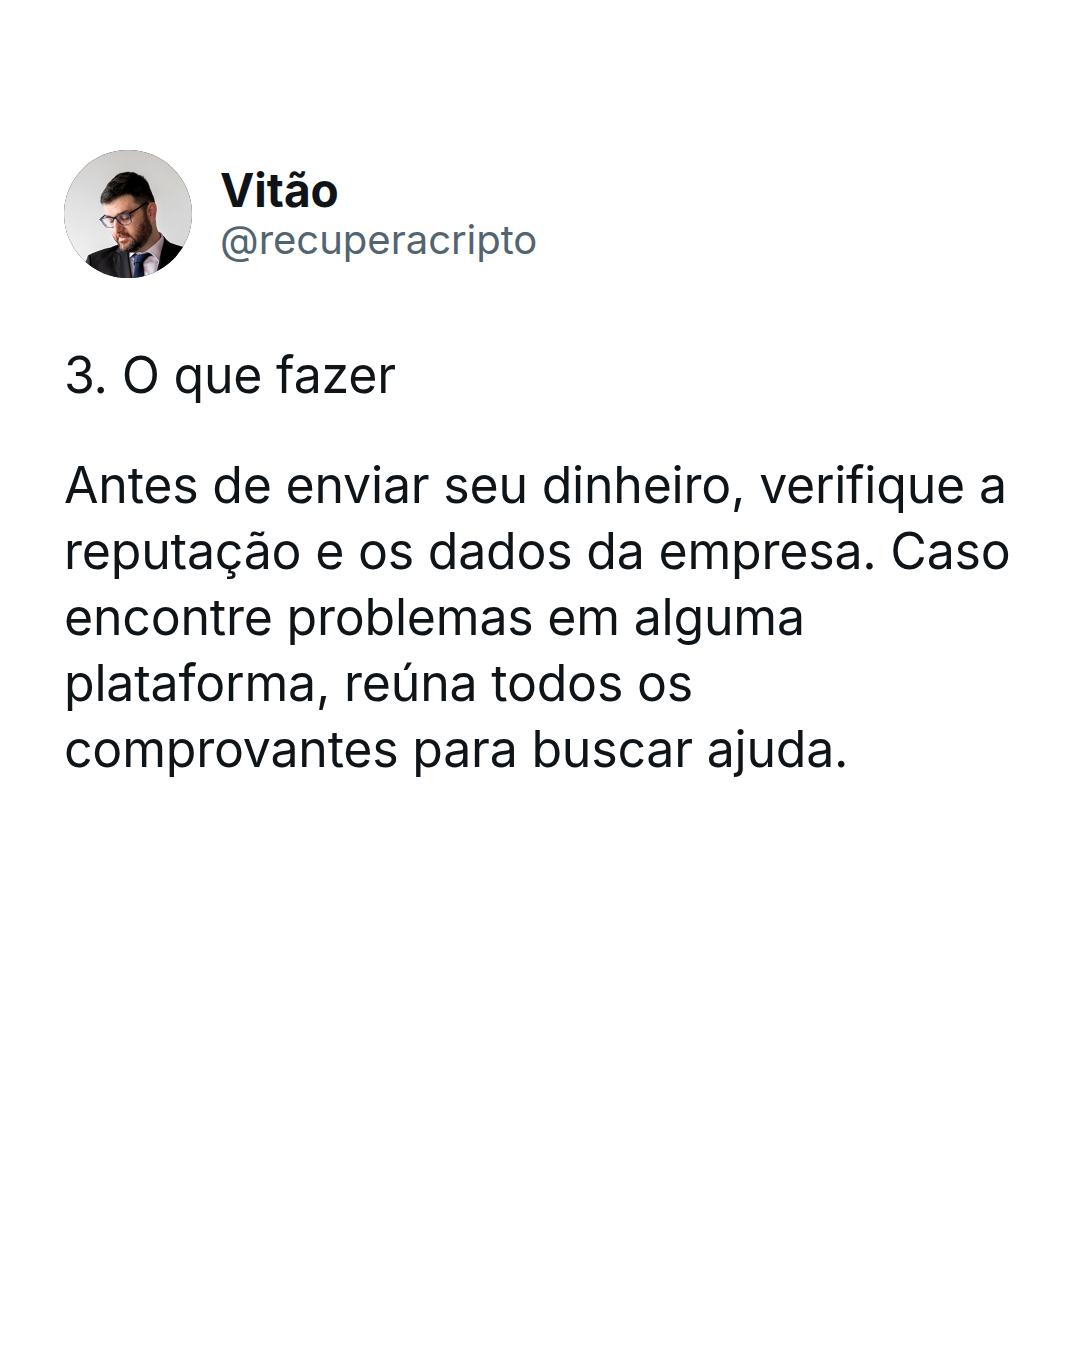 Vitão
@recuperacripto
3. O que fazer
Antes de enviar seu dinheiro, verifique a
reputação e os dados da empresa. Caso
encontre problemas em alguma
plataforma, reúna todos os
comprovantes para buscar ajuda.